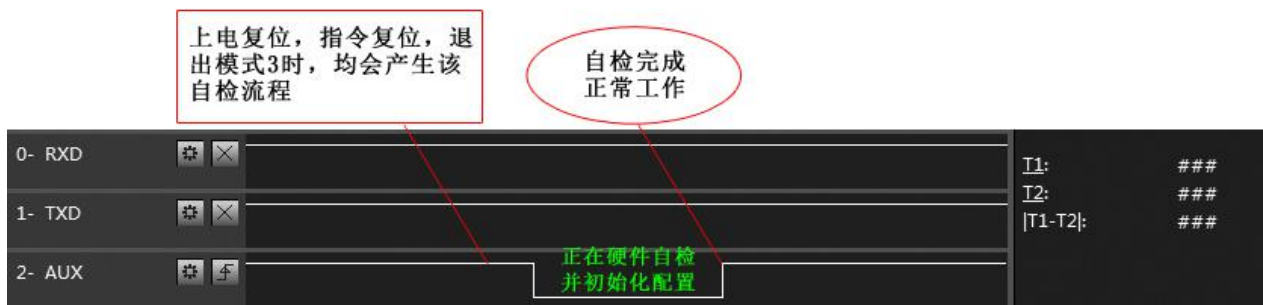 上电复位，指令复位，退
出模式3时，均会产生该
自检流程
自检完成
正常工作
0- RXD
T1: ###
T2: ###
1- TXD
|T1-T2|: ###
正在硬件自检
2- AUX
并初始化配置